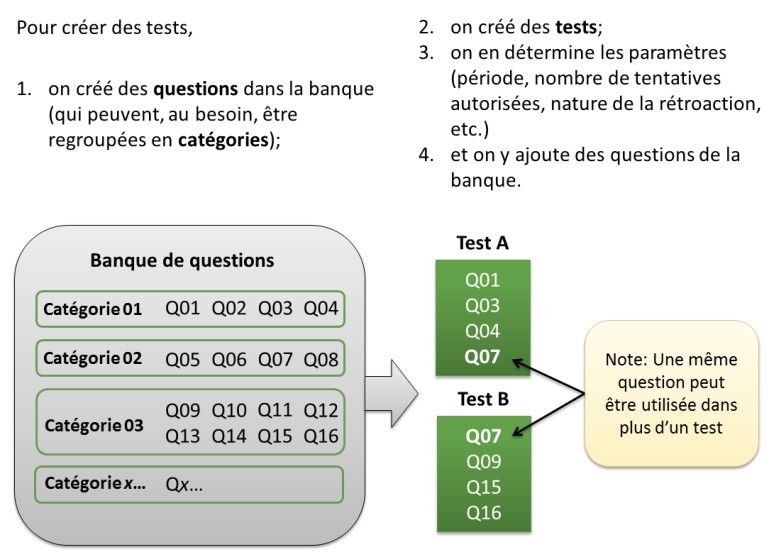 Pour créer des tests,
1. on créé des questions dans la banque
(qui peuvent, au besoin, être
regroupées en catégories);
2. on créé des tests;
3. on en détermine les paramètres
(période, nombre de tentatives
autorisées, nature de la rétroaction,
etc.)
4. et on y ajoute des questions de la
banque.
Banque de questions
Catégorie 01 Q01 Q02 Q03 Q04
Catégorie 02 Q05 Q06 Q07 Q08
Catégorie 03 Q09 Q10 Q11 Q12
Q13 Q14 Q15 Q16
Catégorie x... Qx...
Test A
Q01
Q03
Q04
Q07
Test B
Q07
Q09
Q15
Q16
Note: Une même
question peut
être utilisée dans
plus d'un test